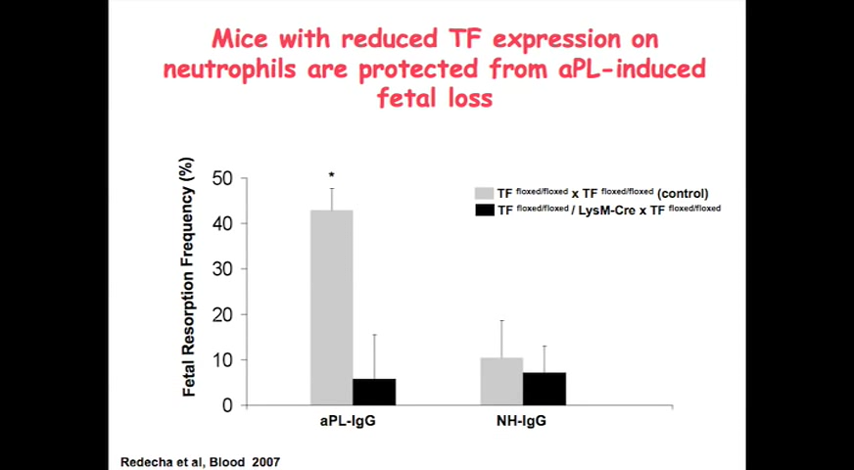 Mice with reduced TF expression on
neutrophils are protected from aPL-induced
fetal loss
Fetal Resorption Frequency (%)
50
40
30
20
10
0
*
TF floxed/floxed x TF floxed/floxed (control)
TF floxed/floxed / LysM-Cre x TF floxed/floxed
aPL-IgG
NH-IgG
Redecha et al, Blood 2007